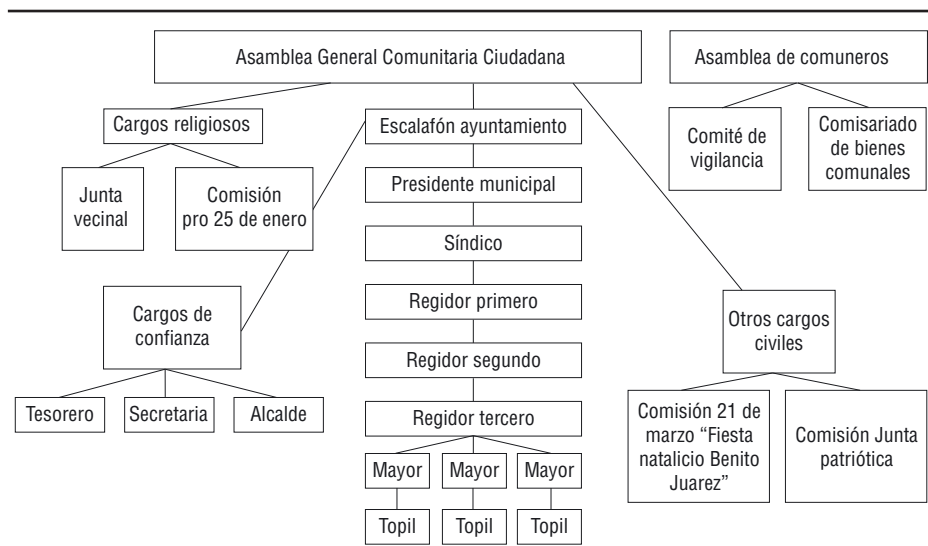 Asamblea General Comunitaria Ciudadana
Asamblea de comuneros
Cargos religiosos
Escalafón ayuntamiento
Comité de
vigilancia
Comisariado
de bienes
comunales
Junta
vecinal
Comisión
pro 25 de enero
Presidente municipal
Síndico
Cargos de
confianza
Regidor primero
Otros cargos
civiles
Regidor segundo
Tesorero
Secretaria
Alcalde
Regidor tercero
Comisión 21 de
marzo “Fiesta
natalicio Benito
Juarez”
Comisión Junta
patriótica
Mayor
Mayor
Mayor
Topil
Topil
Topil